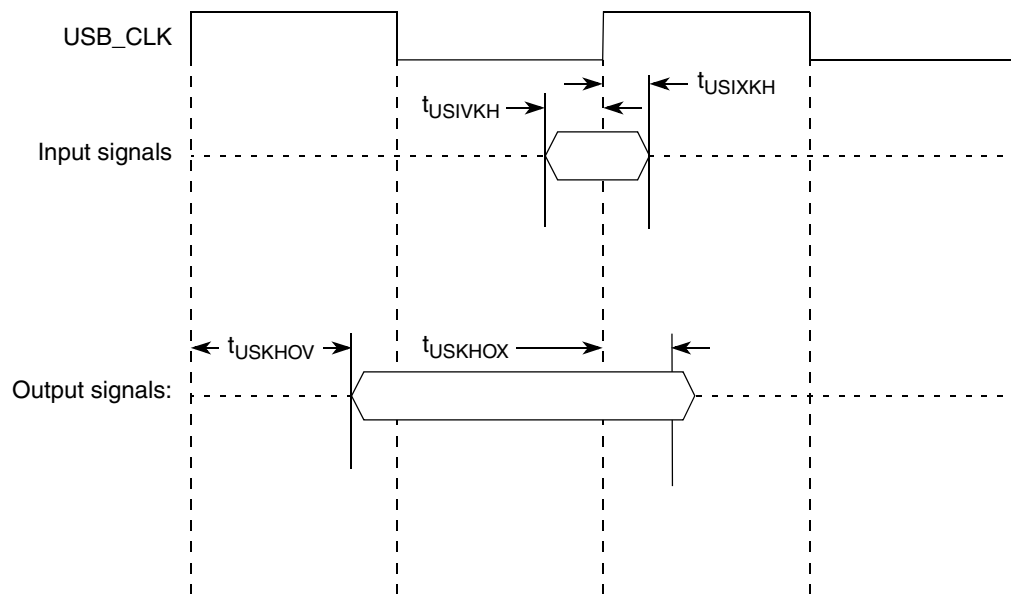 USB_CLK
tUSIXKH
tUSIVKH
Input signals
tUSKHOV
tUSKHOX
Output signals: